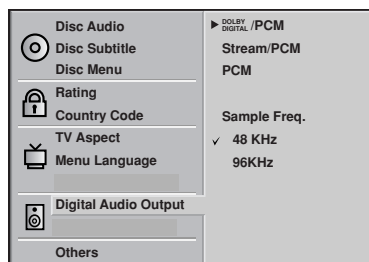 Disc Audio
Disc Subtitle
Disc Menu
Rating
Country Code
TV Aspect
Menu Language
Digital Audio Output
Others
DOLBY DIGITAL /PCM
Stream/PCM
PCM
Sample Freq.
✓ 48 KHz
96KHz